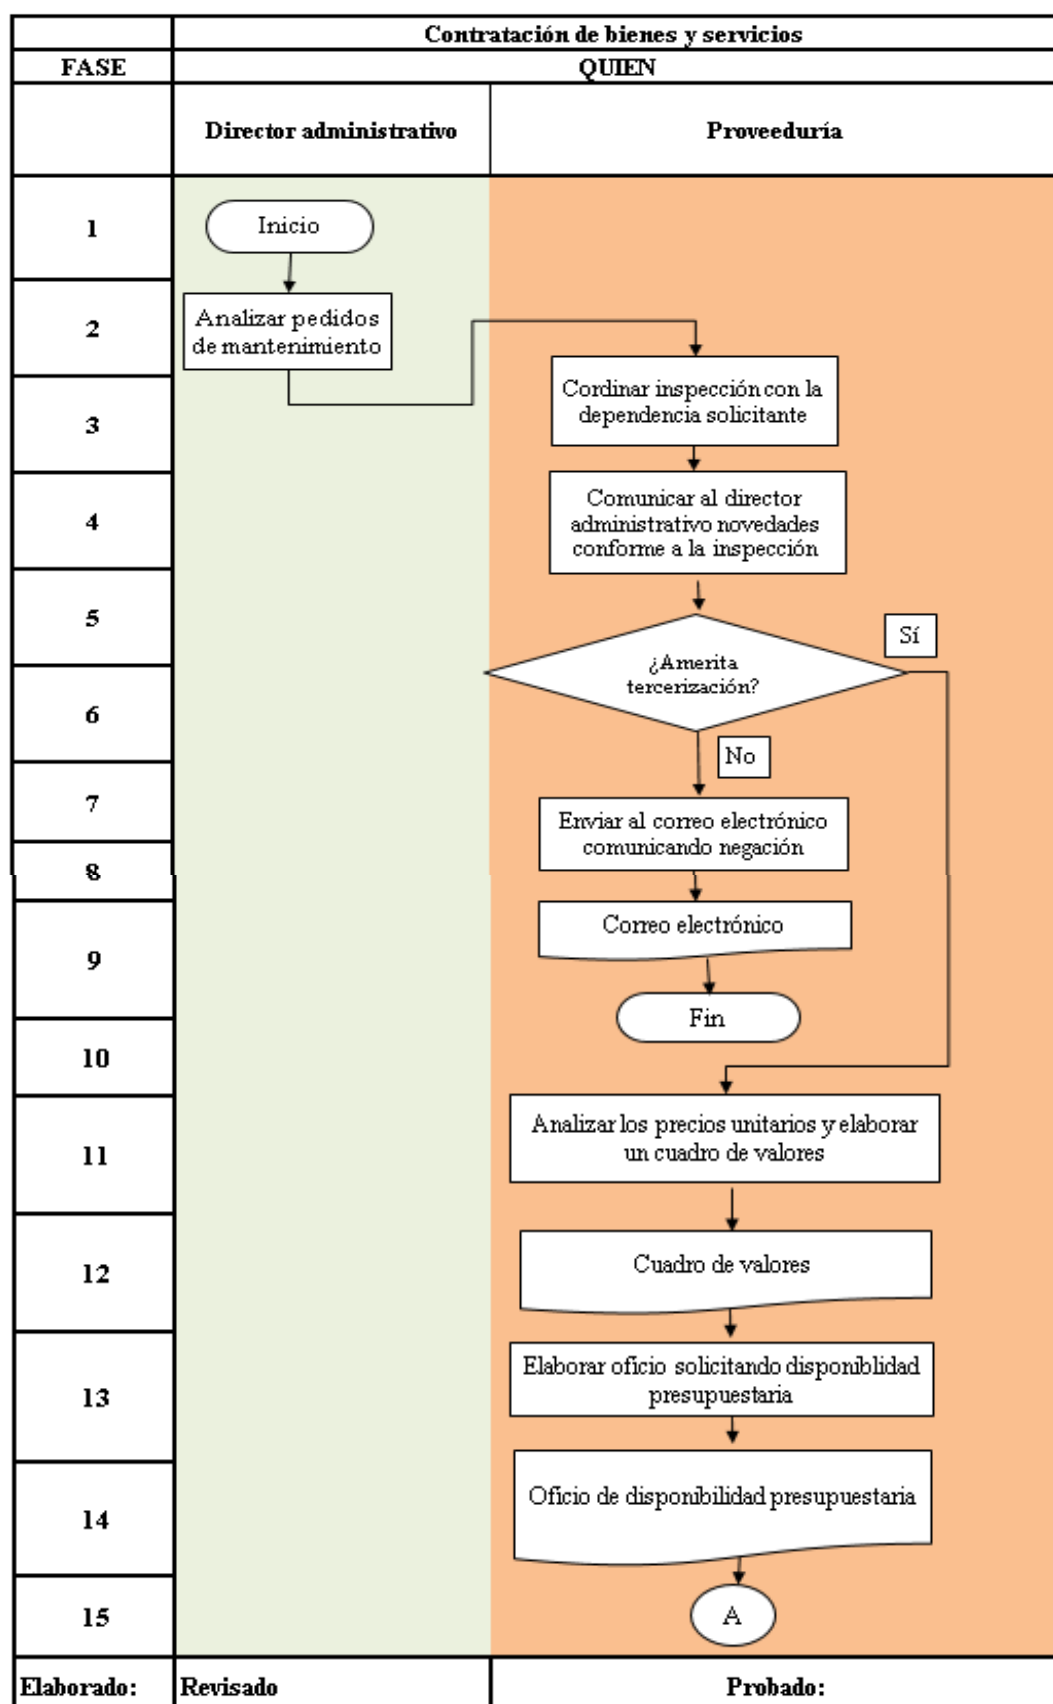 Contratación de bienes y servicios
FASE
QUIEN
Director administrativo
Proveeduría
1
Inicio
2
Analizar pedidos
de mantenimiento
3
Cordinar inspección con la
dependencia solicitante
4
Comunicar al director
administrativo novedades
conforme a la inspección
5
Sí
6
¿Amerita
tercerización?
No
7
Enviar al correo electrónico
comunicando negación
8
9
Correo electrónico
Fin
10
11
Analizar los precios unitarios y elaborar
un cuadro de valores
12
Cuadro de valores
13
Elaborar oficio solicitando disponiblidad
presupuestaria
14
Oficio de disponibilidad presupuestaria
15
A
Elaborado:
Revisado
Probado: